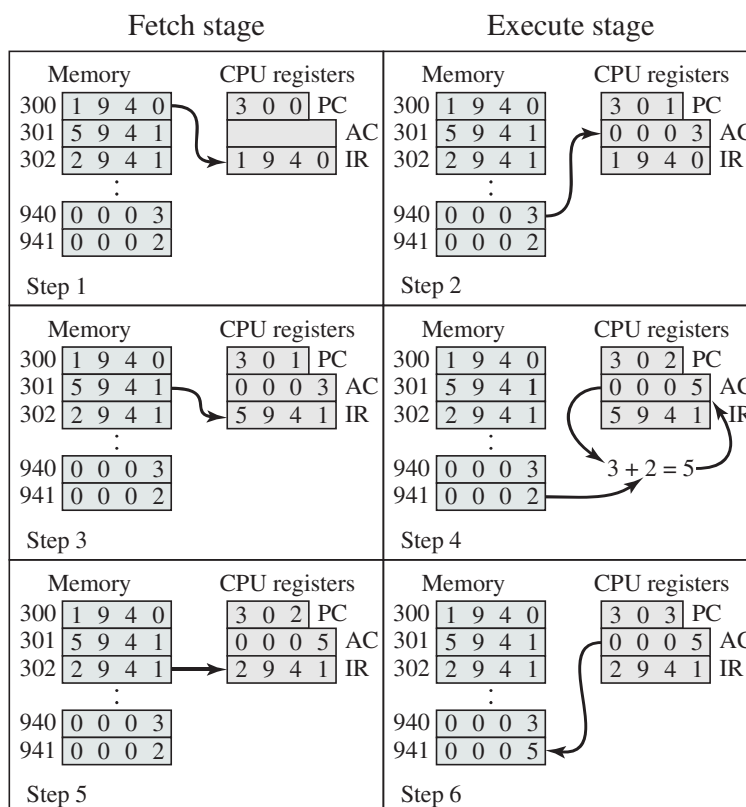 Fetch stage
Execute stage
Memory
CPU registers
300 1 9 4 0
3 0 0 PC
301 5 9 4 1
AC
302 2 9 4 1
1 9 4 0 IR
940 0 0 0 3
941 0 0 0 2
Step 1
Memory
CPU registers
300 1 9 4 0
3 0 1 PC
301 5 9 4 1
0 0 0 3 AC
302 2 9 4 1
1 9 4 0 IR
940 0 0 0 3
941 0 0 0 2
Step 2
Memory
CPU registers
300 1 9 4 0
3 0 1 PC
301 5 9 4 1
0 0 0 3 AC
302 2 9 4 1
5 9 4 1 IR
940 0 0 0 3
941 0 0 0 2
Step 3
Memory
CPU registers
300 1 9 4 0
3 0 2 PC
301 5 9 4 1
0 0 0 5 AC
302 2 9 4 1
5 9 4 1 IR
940 0 0 0 3
3 + 2 = 5
941 0 0 0 2
Step 4
Memory
CPU registers
300 1 9 4 0
3 0 2 PC
301 5 9 4 1
0 0 0 5 AC
302 2 9 4 1
2 9 4 1 IR
940 0 0 0 3
941 0 0 0 2
Step 5
Memory
CPU registers
300 1 9 4 0
3 0 3 PC
301 5 9 4 1
0 0 0 5 AC
302 2 9 4 1
2 9 4 1 IR
940 0 0 0 3
941 0 0 0 5
Step 6